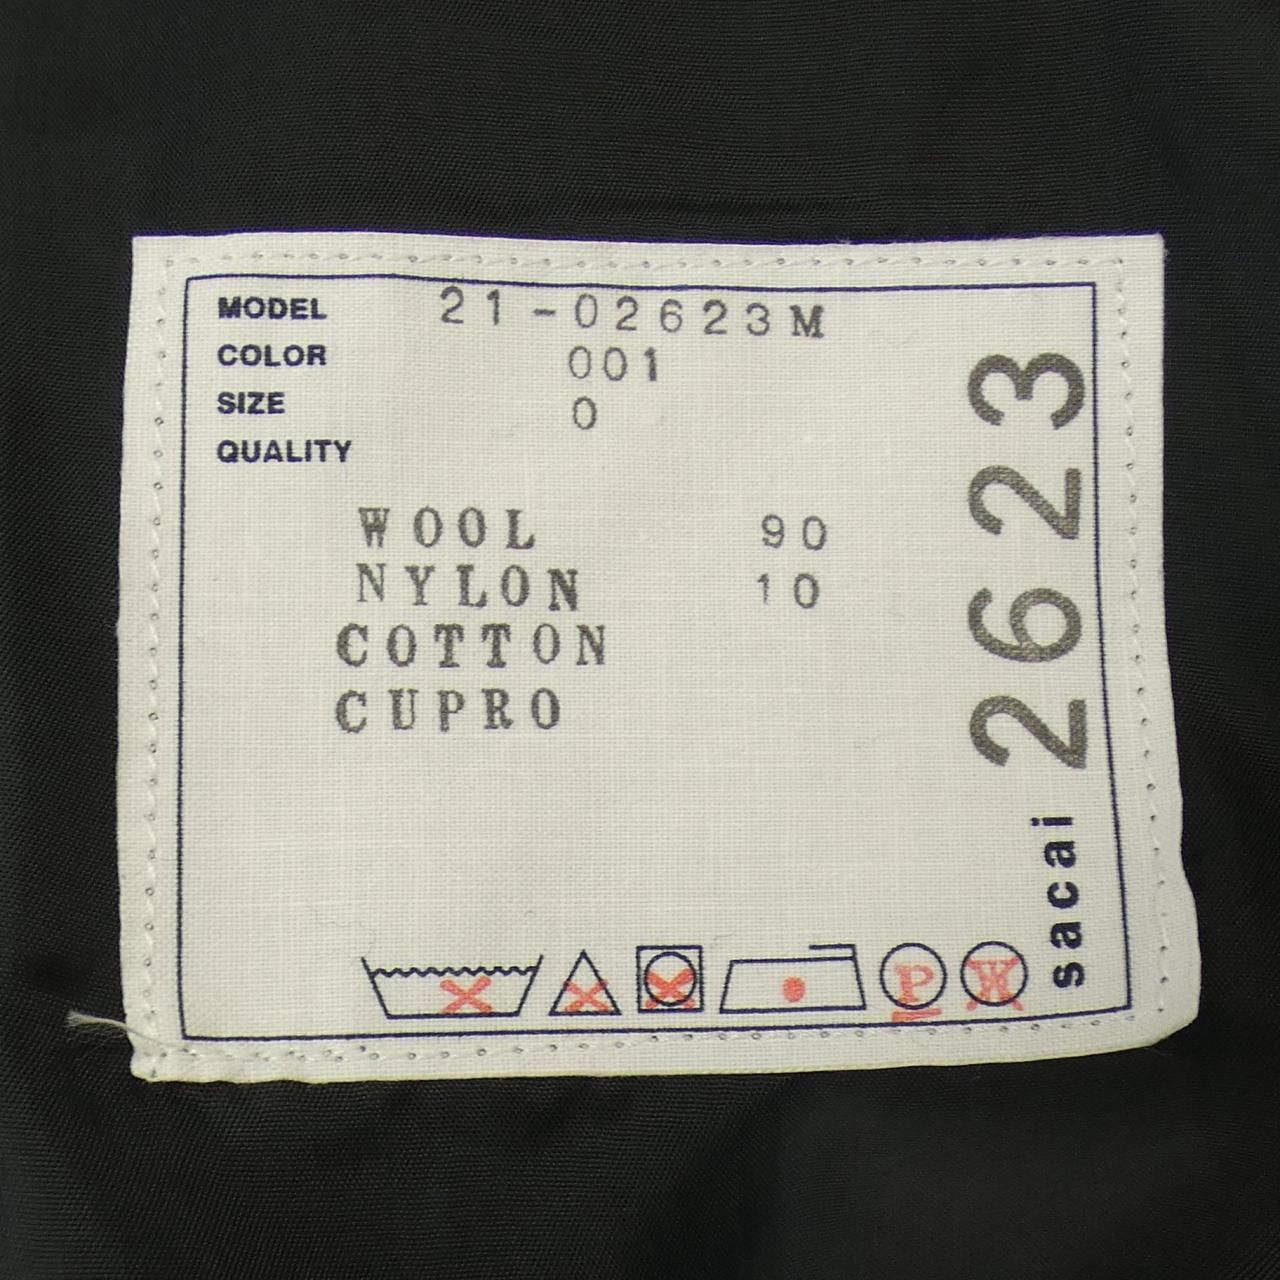 MODEL 21-02623M
COLOR 001
SIZE 0
QUALITY
WOOL 90
NYLON 10
COTTON
CUPRO
P W
sacai 2623